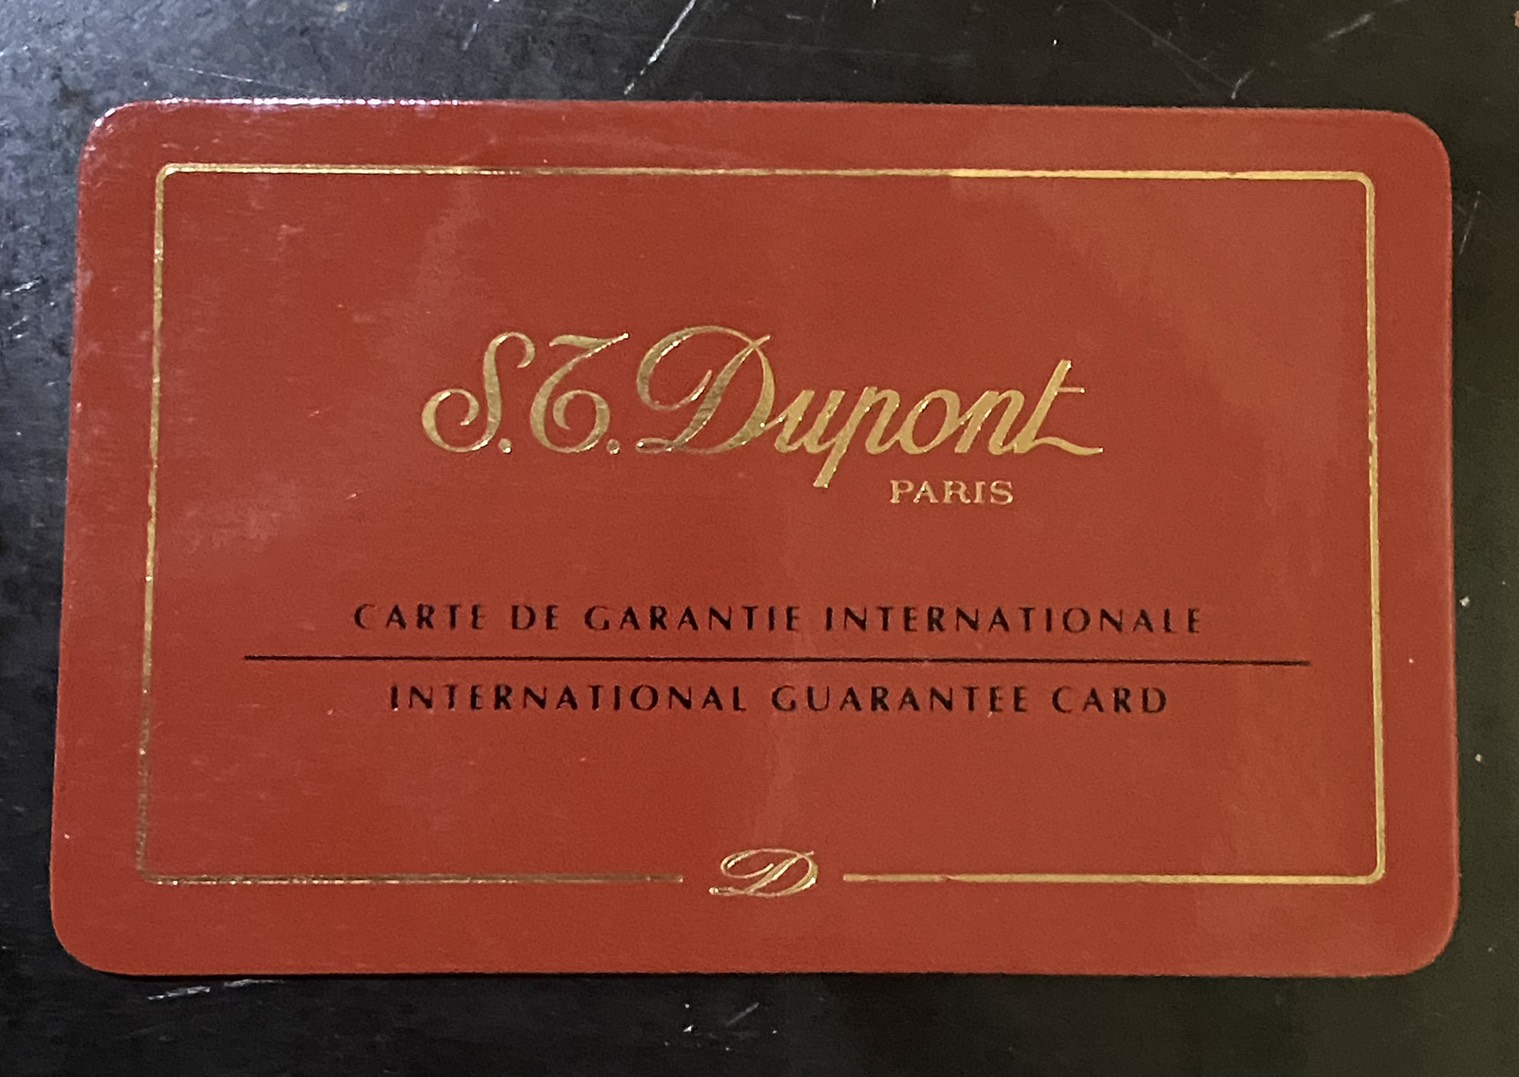 S.T. Dupont
PARIS
CARTE DE GARANTIE INTERNATIONALE
INTERNATIONAL GUARANTEE CARD
D